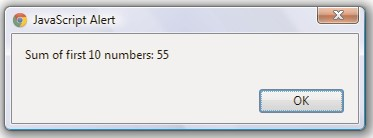 JavaScript Alert
Sum of first 10 numbers: 55
OK